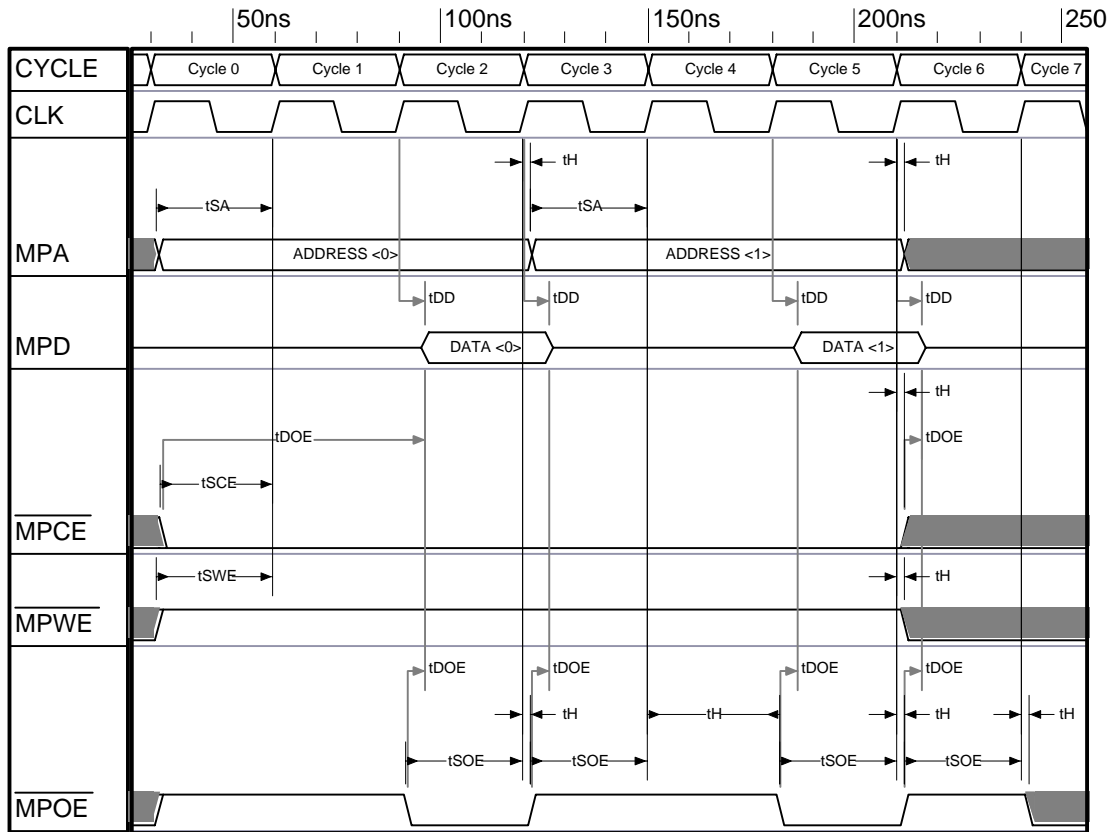 50ns 100ns 150ns 200ns 250
CYCLE Cycle 0 Cycle 1 Cycle 2 Cycle 3 Cycle 4 Cycle 5 Cycle 6 Cycle 7
CLK
tH tH
tSA tSA
MPA ADDRESS <0> ADDRESS <1>
tDD tDD tDD tDD
MPD DATA <0> DATA <1>
tH
tDOE tDOE
tSCE
MPCE
tSWE tH
MPWE
tDOE tDOE tDOE tDOE
tH tH tH tH
tSOE tSOE tSOE tSOE
MPOE